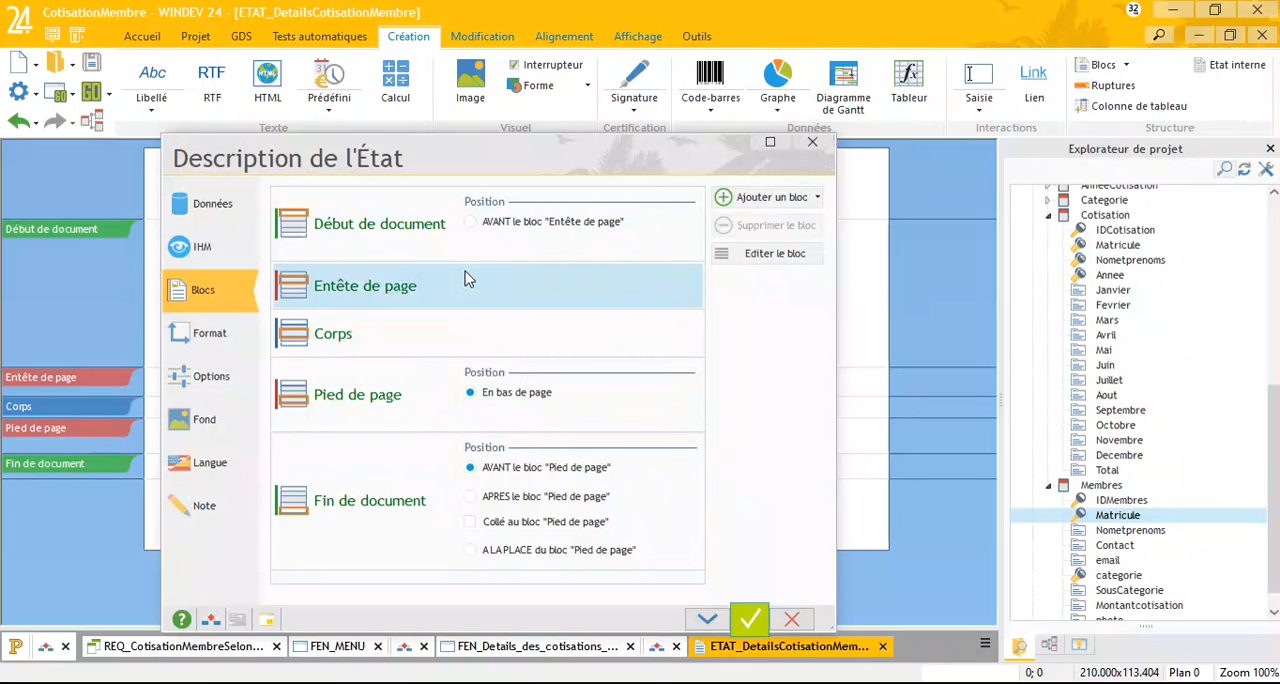 24 CotisationMembre - WINDEV 24 - [ETAT_DetailsCotisationMembre] 32
Accueil Projet GDS Tests automatiques Création Modification Alignement Affichage Outils
Abc Libellé
RTF RTF
HTML HTML
31 Prédéfini
Calcul
Texte
Image
Interrupteur
Forme
Visuel
Signature
Certification
Code-barres
Graphe
Diagramme de Gantt
fx Tableur
Données
Saisie
Link Lien
Interactions
Blocs
Ruptures
Colonne de tableau
Etat interne
Structure
GO GO
Début de document
Entête de page
Corps
Pied de page
Fin de document
Description de l'État
Données
IHM
Blocs
Format
Options
Fond
Langue
Note
Début de document
Position
AVANT le bloc "Entête de page"
Entête de page
Corps
Pied de page
Position
En bas de page
Fin de document
Position
AVANT le bloc "Pied de page"
APRES le bloc "Pied de page"
Collé au bloc "Pied de page"
A LA PLACE du bloc "Pied de page"
Ajouter un bloc
Supprimer le bloc
Editer le bloc
?
Explorateur de projet
AnneeCotisation
Categorie
Cotisation
IDCotisation
Matricule
Nometprenoms
Annee
Janvier
Fevrier
Mars
Avril
Mai
Juin
Juillet
Aout
Septembre
Octobre
Novembre
Decembre
Total
Membres
IDMembres
Matricule
Nometprenoms
Contact
email
categorie
SousCategorie
Montantcotisation
photo
P REQ_CotisationMembreSelon... FEN_MENU FEN_Details_des_cotisations_... ETAT_DetailsCotisationMem...
0; 0 210.000x113.404 Plan 0 Zoom 100%